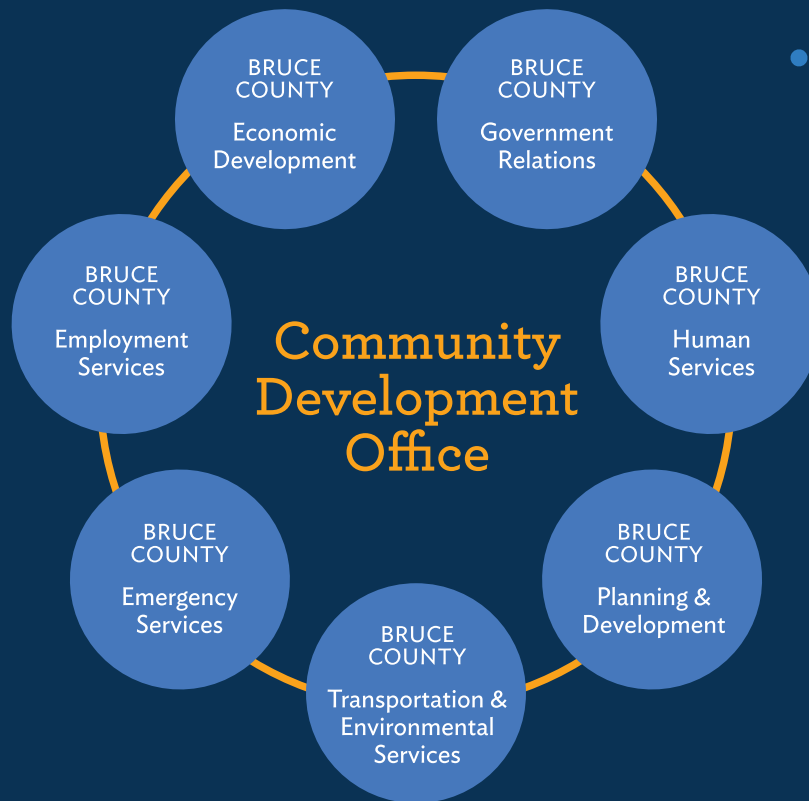 BRUCE
COUNTY
Economic
Development
BRUCE
COUNTY
Government
Relations
BRUCE
COUNTY
Employment
Services
Community
Development
Office
BRUCE
COUNTY
Human
Services
BRUCE
COUNTY
Emergency
Services
BRUCE
COUNTY
Planning &
Development
BRUCE
COUNTY
Transportation &
Environmental
Services